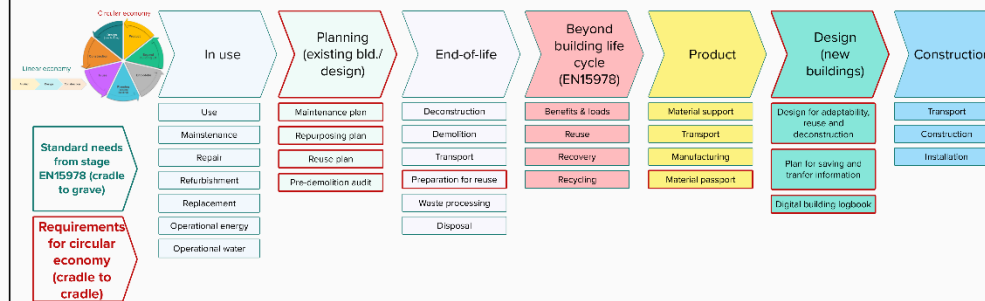 Circular economy
Linear economy
In use
Planning
(existing bld./
design)
End-of-life
Beyond
building life
cycle
(EN15978)
Product
Design
(new
buildings)
Construction
Standard needs
from stage
EN15978 (cradle
to grave)
Requirements
for circular
economy
(cradle to
cradle)
Use
Mainstenance
Repair
Refurbishment
Replacement
Operational energy
Operational water
Maintenance plan
Repurposing plan
Reuse plan
Pre-demolition audit
Deconstruction
Demolition
Transport
Preparation for reuse
Waste processing
Disposal
Benefits & loads
Reuse
Recovery
Recycling
Material support
Transport
Manufacturing
Material passport
Design for adaptability,
reuse and
deconstruction
Plan for saving and
tranfer information
Digital building logbook
Transport
Construction
Installation